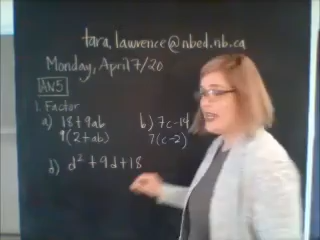 tara.lawrence@nbed.nb.ca
Monday, April 7/20
AN5
1. Factor
a) 18+9ab
9(2+ab)
b) 7c-14
7(c-2)
d) d²+9d+18